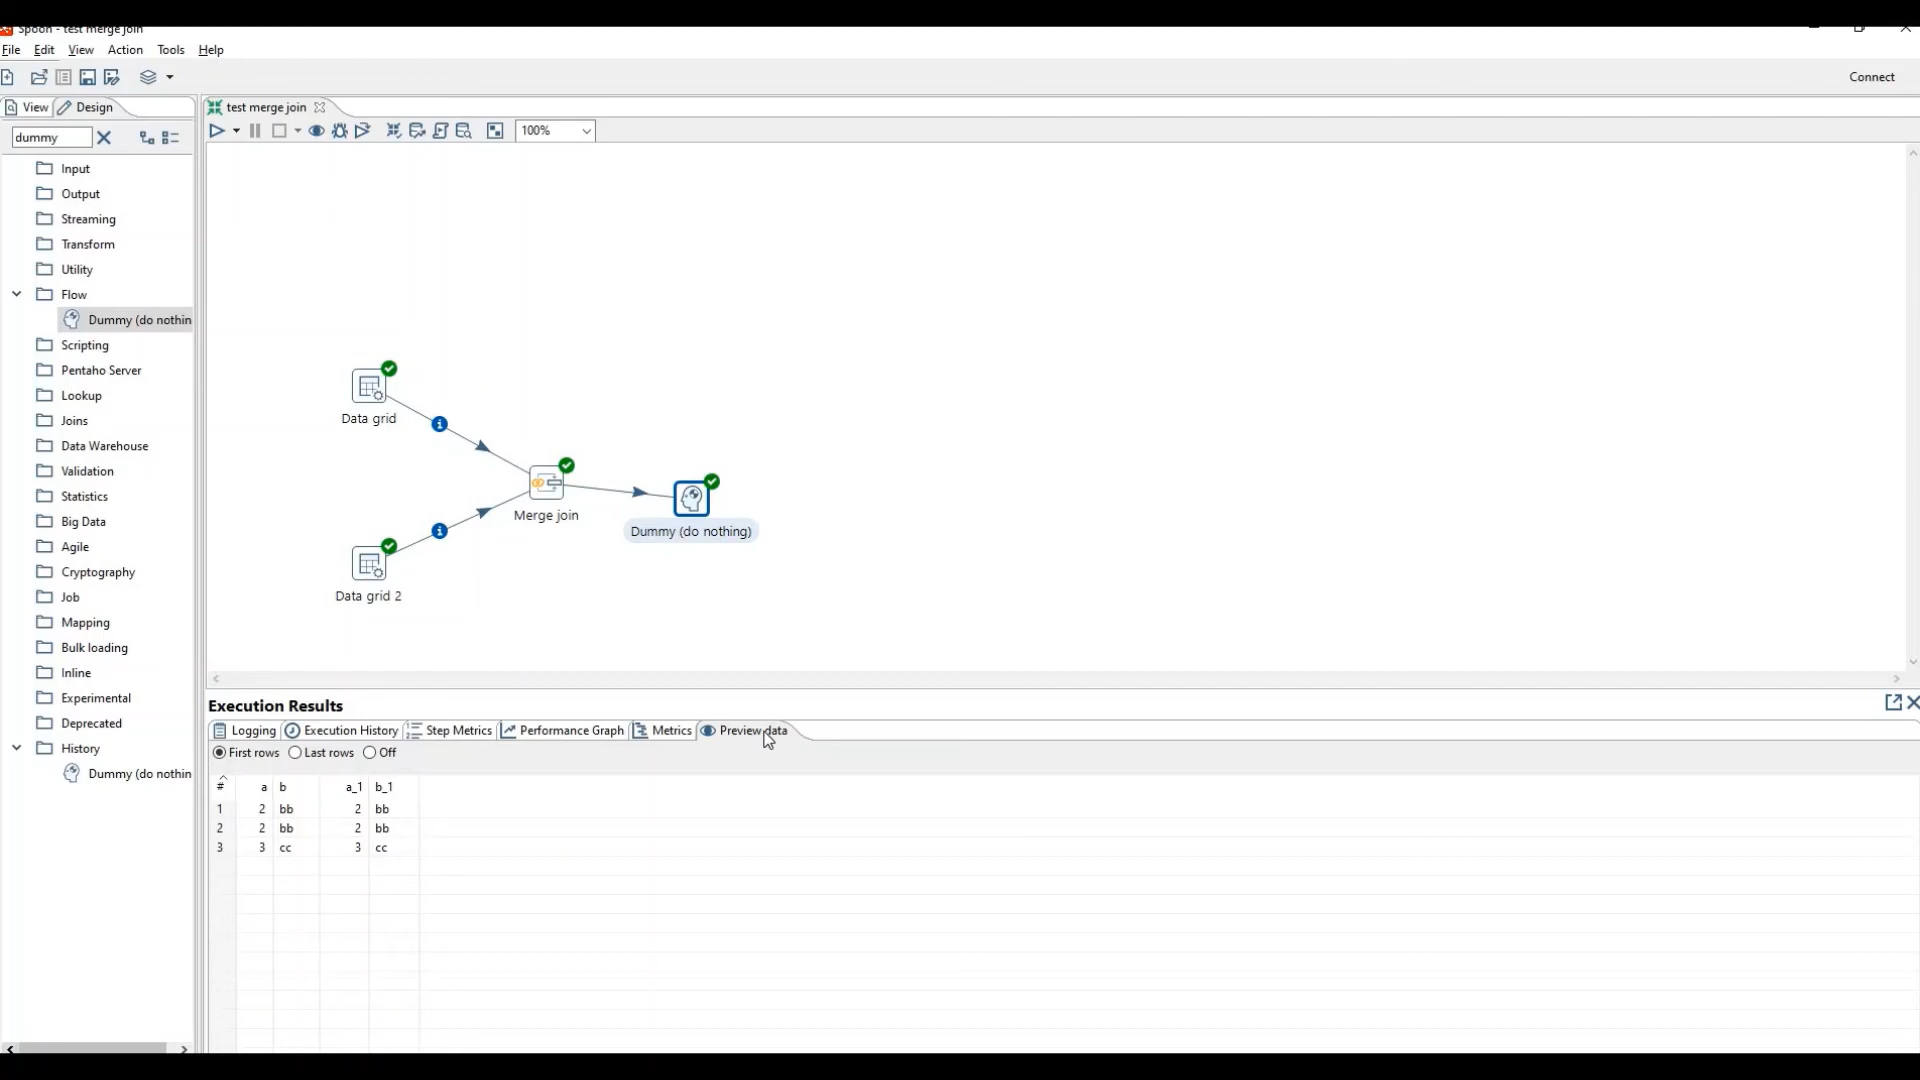 Spoon - test merge join
File Edit View Action Tools Help
Connect
View Design
test merge join
dummy
100%
Input
Output
Streaming
Transform
Utility
Flow
Dummy (do nothin
Scripting
Pentaho Server
Lookup
Joins
Data Warehouse
Validation
Statistics
Big Data
Agile
Cryptography
Job
Mapping
Bulk loading
Inline
Experimental
Deprecated
History
Dummy (do nothin
Data grid
Merge join
Dummy (do nothing)
Data grid 2
Execution Results
Logging Execution History Step Metrics Performance Graph Metrics Preview data
First rows Last rows Off
# a b a_1 b_1
1 2 bb 2 bb
2 2 bb 2 bb
3 3 cc 3 cc